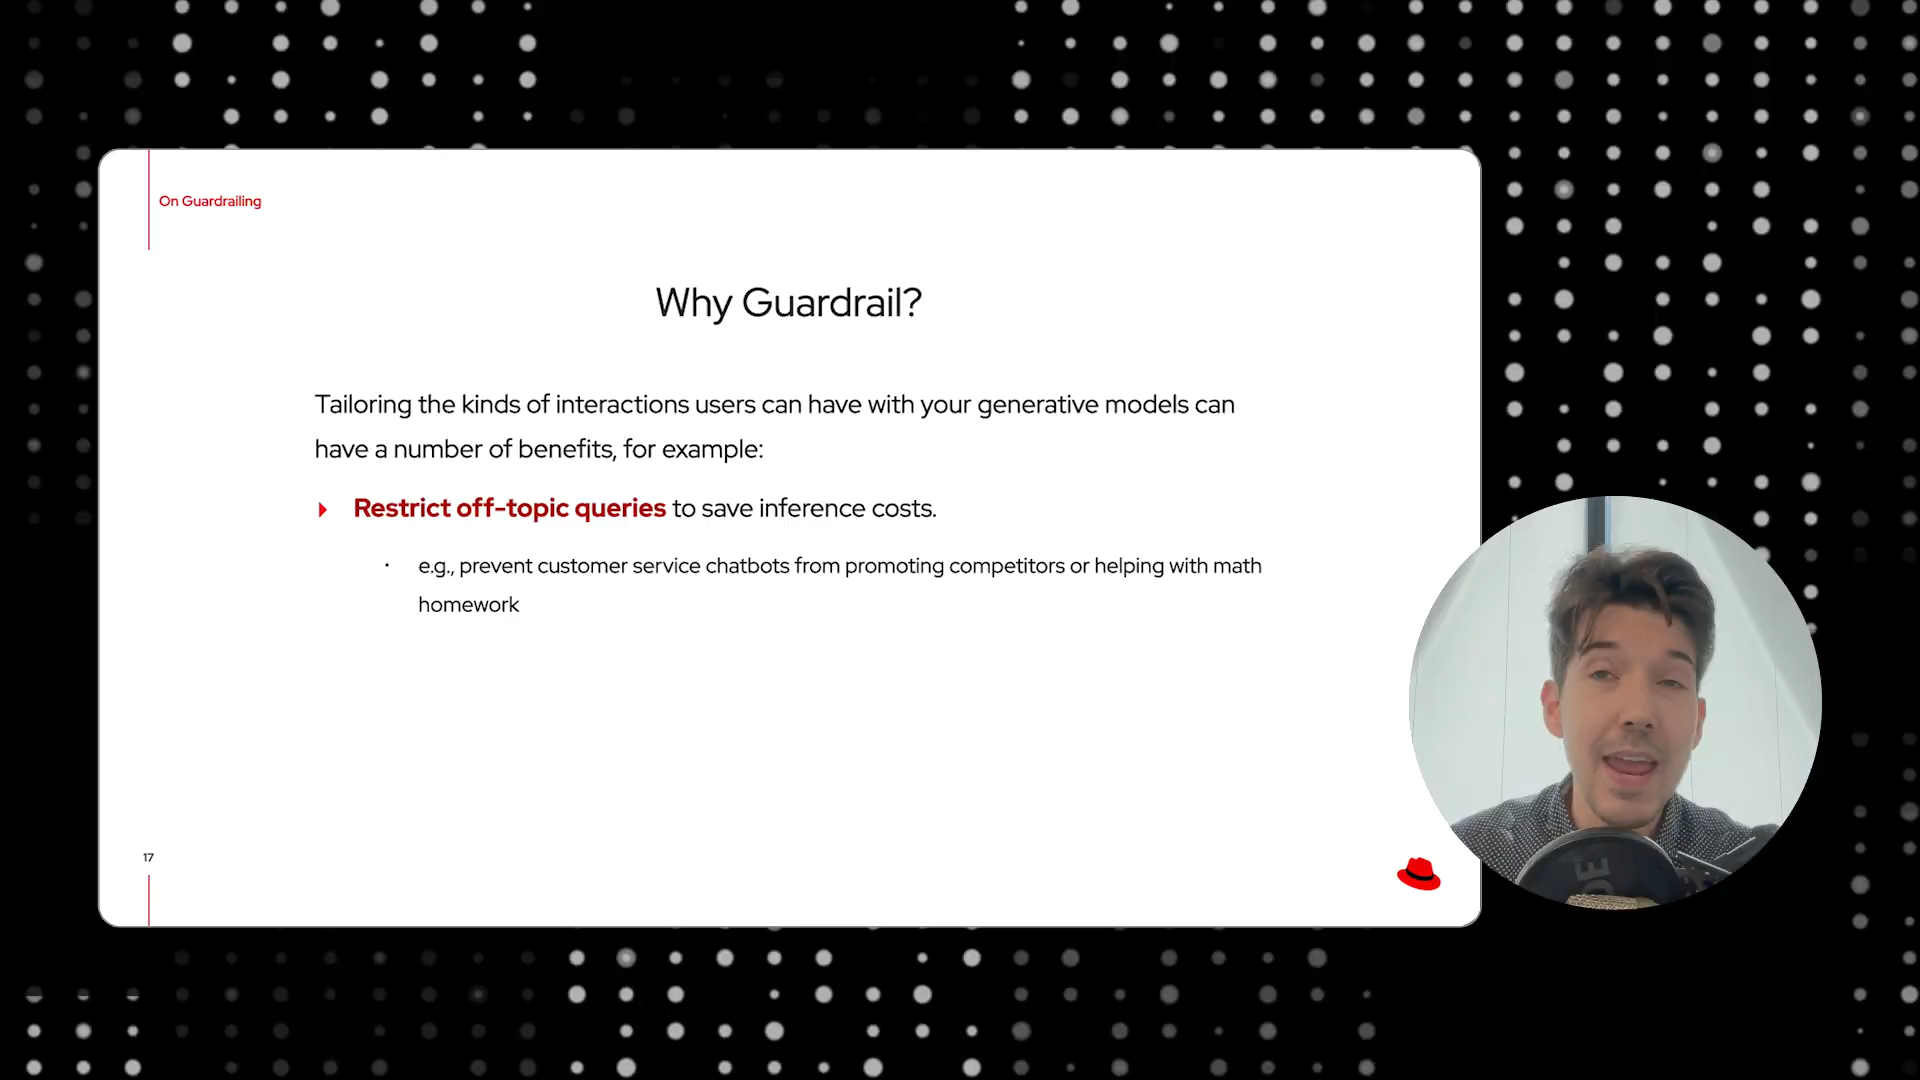 On Guardrailing
Why Guardrail?
Tailoring the kinds of interactions users can have with your generative models can
have a number of benefits, for example:
Restrict off-topic queries to save inference costs.
e.g., prevent customer service chatbots from promoting competitors or helping with math
homework
17